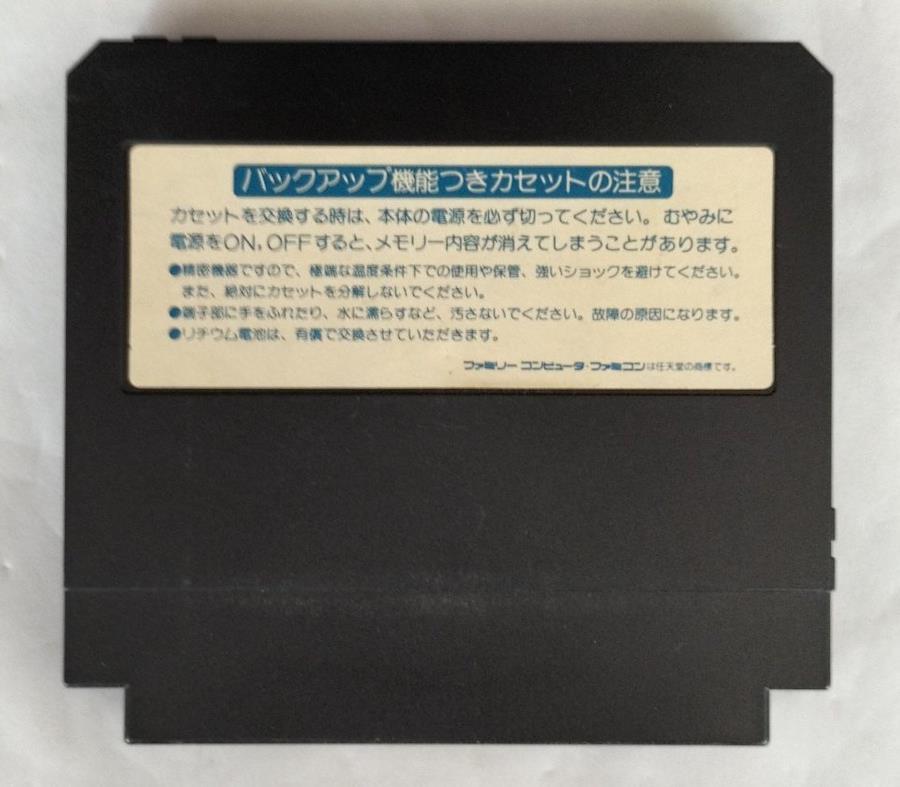 バックアップ機能つきカセットの注意
カセットを交換する時は、本体の電源を必ず切ってください。むやみに
電源をON，OFFすると、メモリー内容が消えてしまうことがあります。
●精密機器ですので、極端な温度条件下での使用や保管、強いショックを避けてください。
また、絶対にカセットを分解しないでください。
●端子部に手をふれたり、水に濡らすなど、汚さないでください。故障の原因になります。
●リチウム電池は、有償で交換させていただきます。
ファミリーコンピュータ・ファミコンは任天堂の商標です。